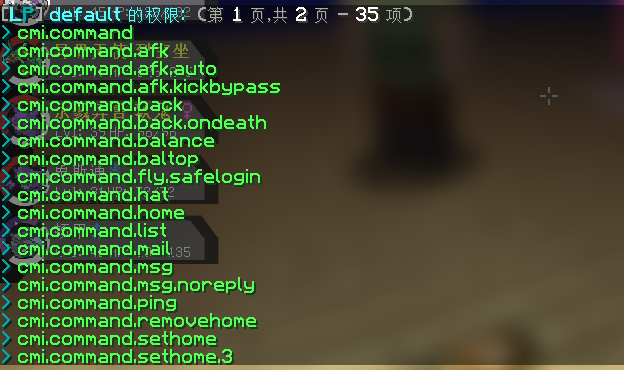 [LP] default 的权限: (第 1 页,共 2 页 - 35 项)
> cmi.command
> cmi.command.afk
> cmi.command.afk.auto
> cmi.command.afk.kickbypass
> cmi.command.back
> cmi.command.back.ondeath
> cmi.command.balance
> cmi.command.baltop
> cmi.command.fly.safelogin
> cmi.command.hat
> cmi.command.home
> cmi.command.list
> cmi.command.mail
> cmi.command.msg
> cmi.command.msg.noreply
> cmi.command.ping
> cmi.command.removehome
> cmi.command.sethome
> cmi.command.sethome.3